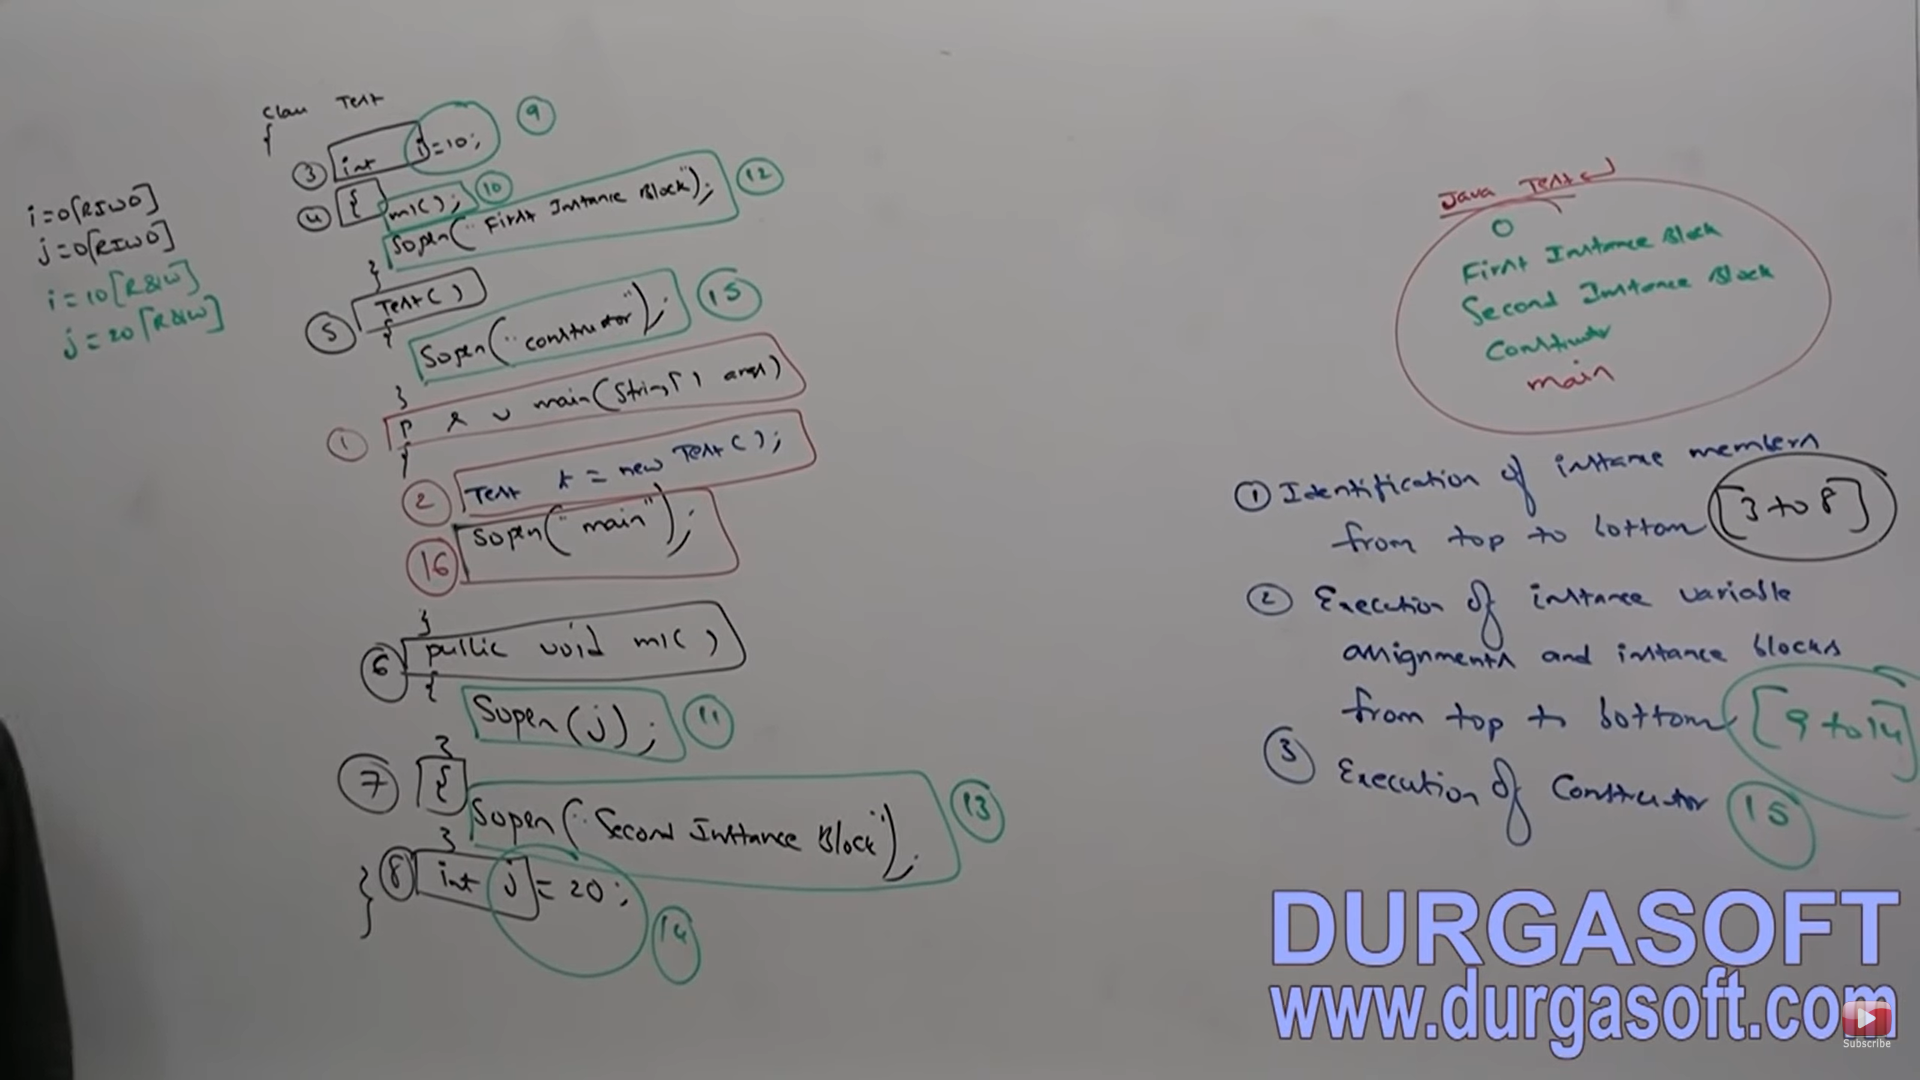 class Test
{
③ int i=10; ⑨
④ { m1(); ⑩
Sopln("First Instance Block"); ⑫
}
⑤ Test()
{
Sopln("constructor"); ⑮
}
① P s v main(String[] args)
{
② Test t = new Test();
⑯ Sopln("main");
}
⑥ public void m1()
{
Sopln(j); ⑪
}
⑦ {
Sopln("Second Instance Block"); ⑬
}
⑧ int j = 20; ⑭
}
i=0[RIWO]
j=0[RIWO]
i=10[R&W]
j=20[R&W]
Java Test↵
0
First Instance Block
Second Instance Block
Constructor
main
① Identification of instance members
from top to bottom [3 to 8]
② Execution of instance variable
assignments and instance blocks
from top to bottom [9 to 14]
③ Execution of Constructor ⑮
DURGASOFT
www.durgasoft.com
Subscribe